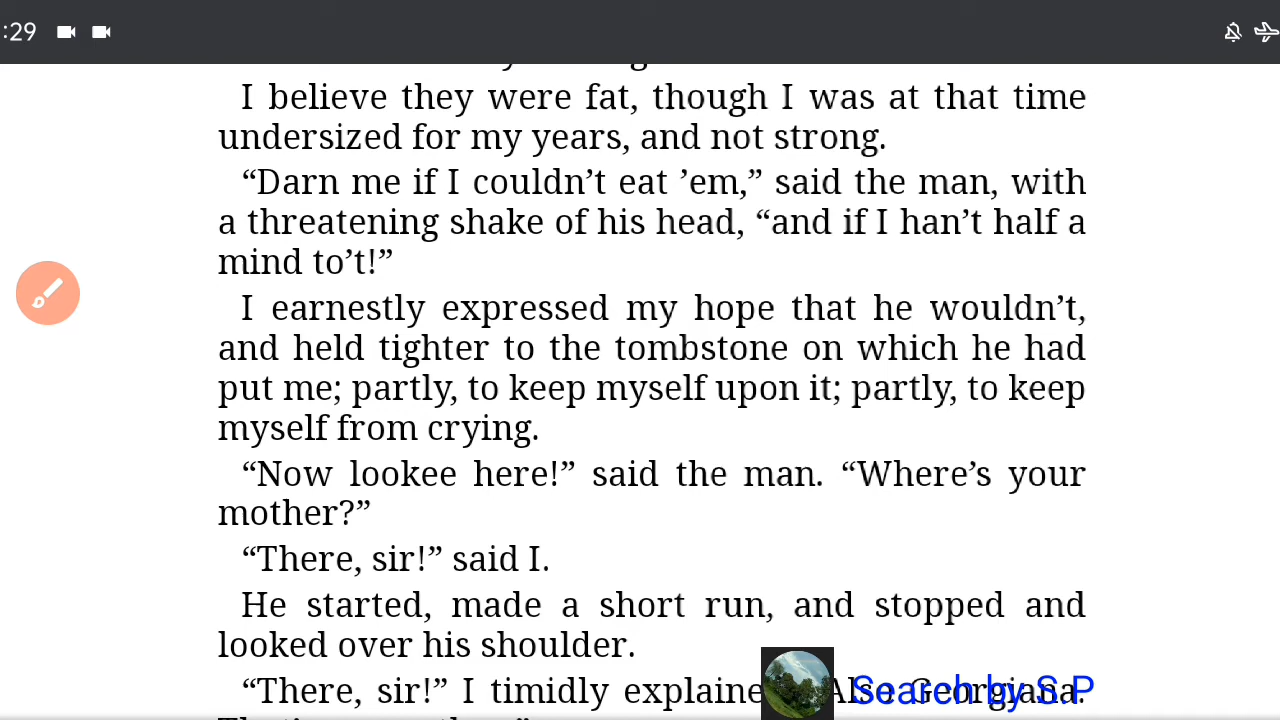 :29
I believe they were fat, though I was at that time
undersized for my years, and not strong.
“Darn me if I couldn’t eat ’em,” said the man, with
a threatening shake of his head, “and if I han’t half a
mind to’t!”
I earnestly expressed my hope that he wouldn’t,
and held tighter to the tombstone on which he had
put me; partly, to keep myself upon it; partly, to keep
myself from crying.
“Now lookee here!” said the man. “Where’s your
mother?”
“There, sir!” said I.
He started, made a short run, and stopped and
looked over his shoulder.
“There, sir!” I timidly explaine Also Georgiana.
Search by S.P